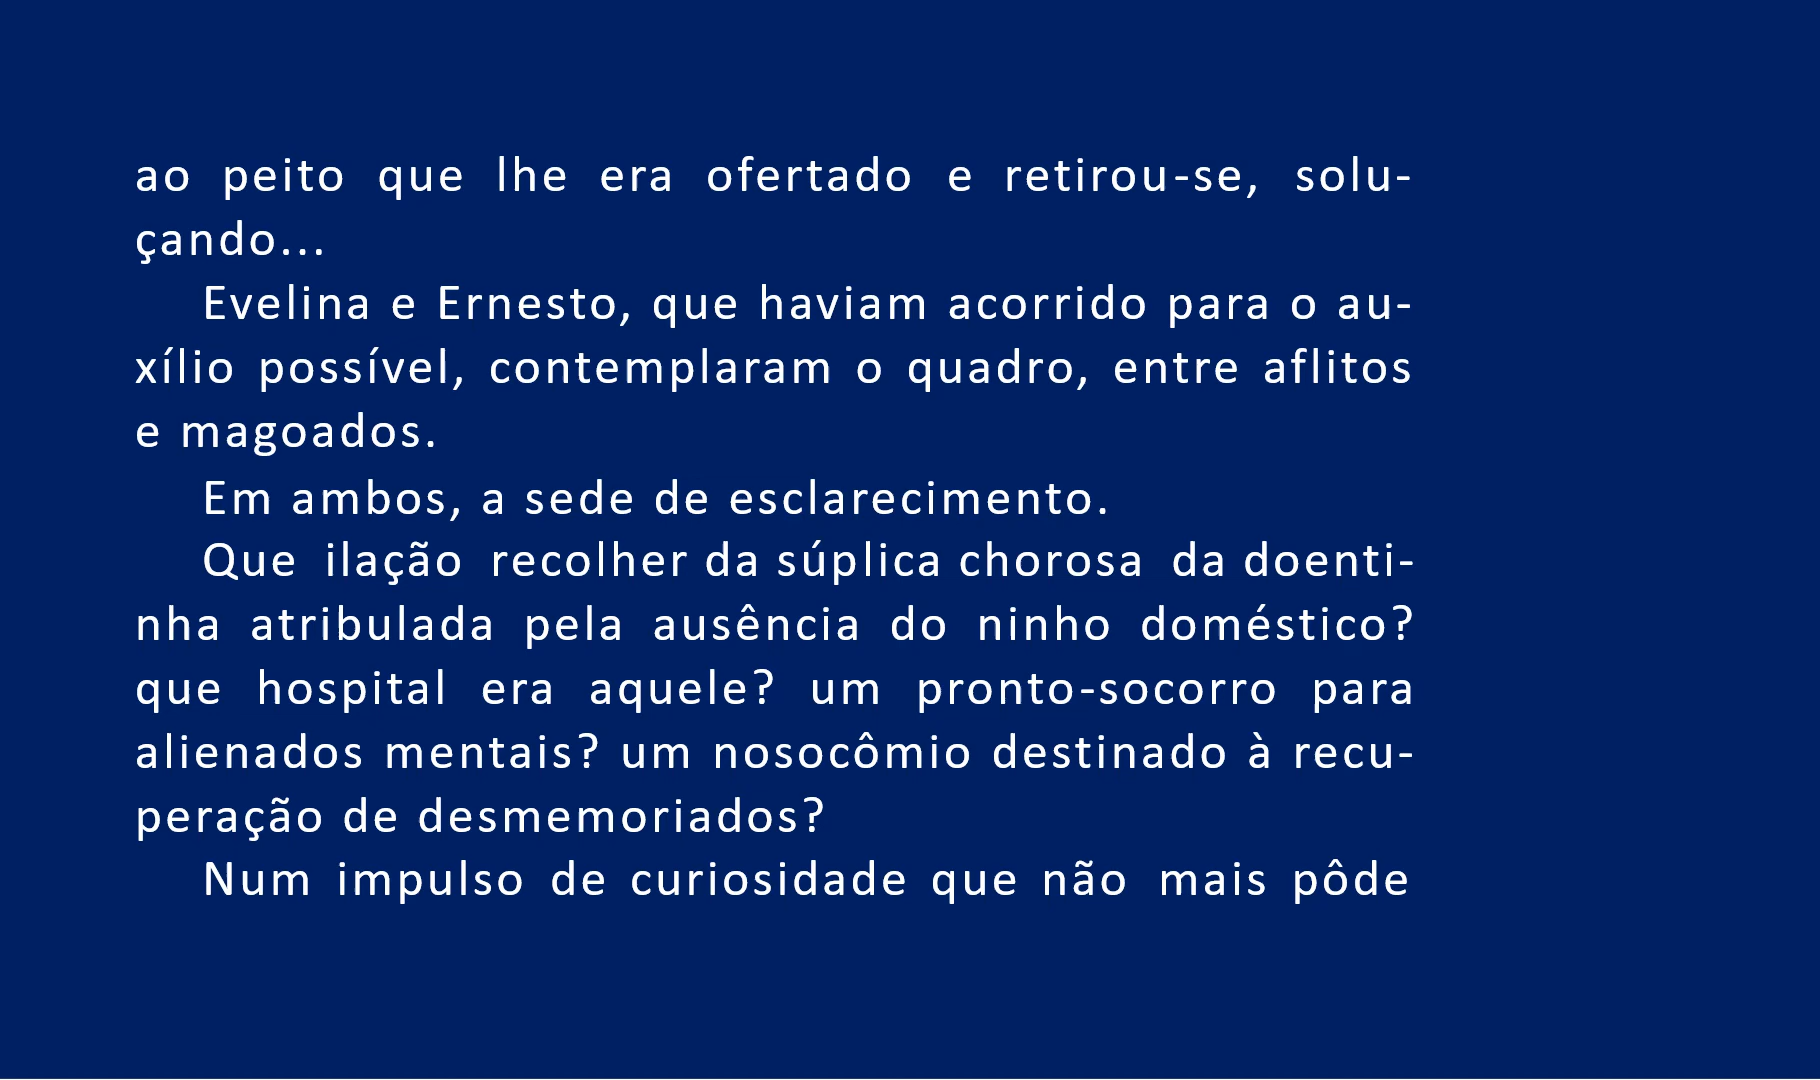 ao peito que lhe era ofertado e retirou-se, solu-
çando...
Evelina e Ernesto, que haviam acorrido para o au-
xílio possível, contemplaram o quadro, entre aflitos
e magoados.
Em ambos, a sede de esclarecimento.
Que ilação recolher da súplica chorosa da doenti-
nha atribulada pela ausência do ninho doméstico?
que hospital era aquele? um pronto-socorro para
alienados mentais? um nosocômio destinado à recu-
peração de desmemoriados?
Num impulso de curiosidade que não mais pôde